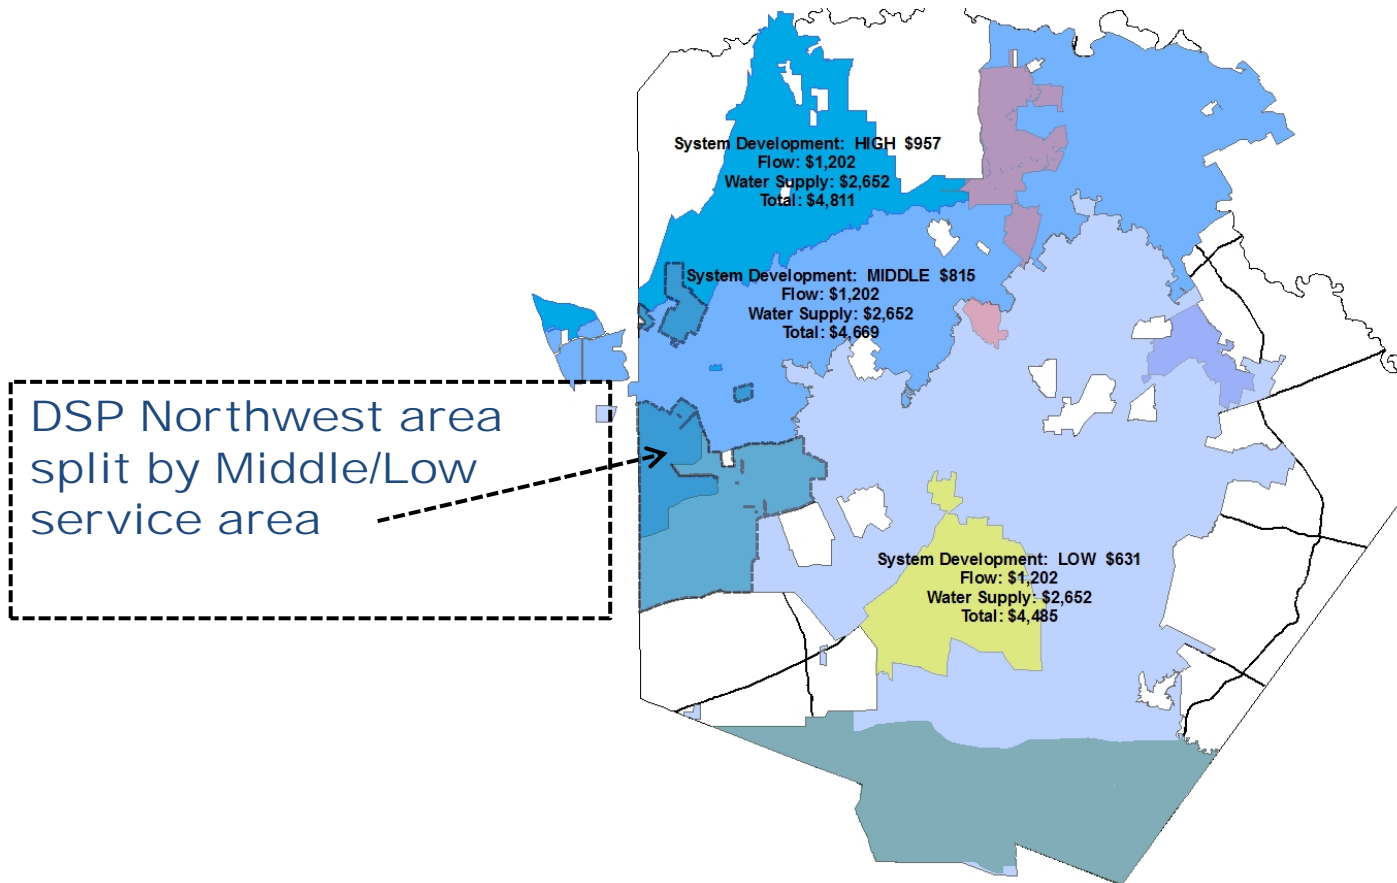 System Development: HIGH $957
Flow: $1,202
Water Supply: $2,652
Total: $4,811
System Development: MIDDLE $815
Flow: $1,202
Water Supply: $2,652
Total: $4,669
DSP Northwest area
split by Middle/Low
service area
System Development: LOW $631
Flow: $1,202
Water Supply: $2,652
Total: $4,485